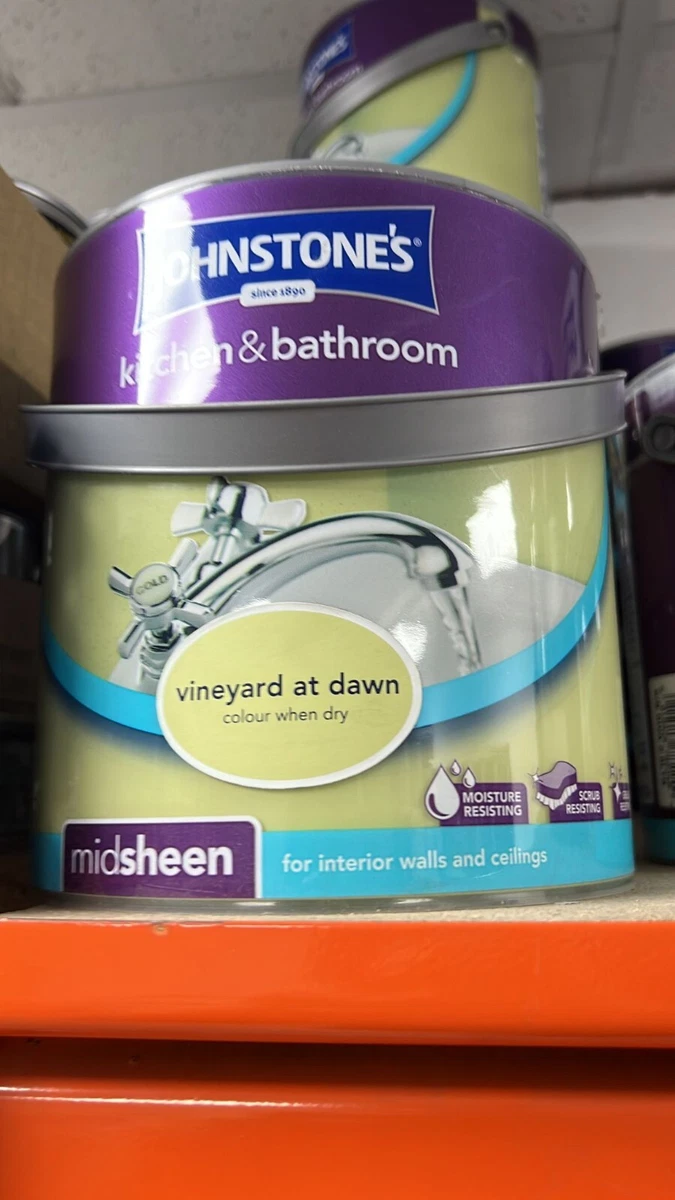 JOHNSTONE'S®
since 1890
kitchen & bathroom
COLD
vineyard at dawn
colour when dry
MOISTURE
RESISTING
SCRUB
RESISTING
midsheen
for interior walls and ceilings